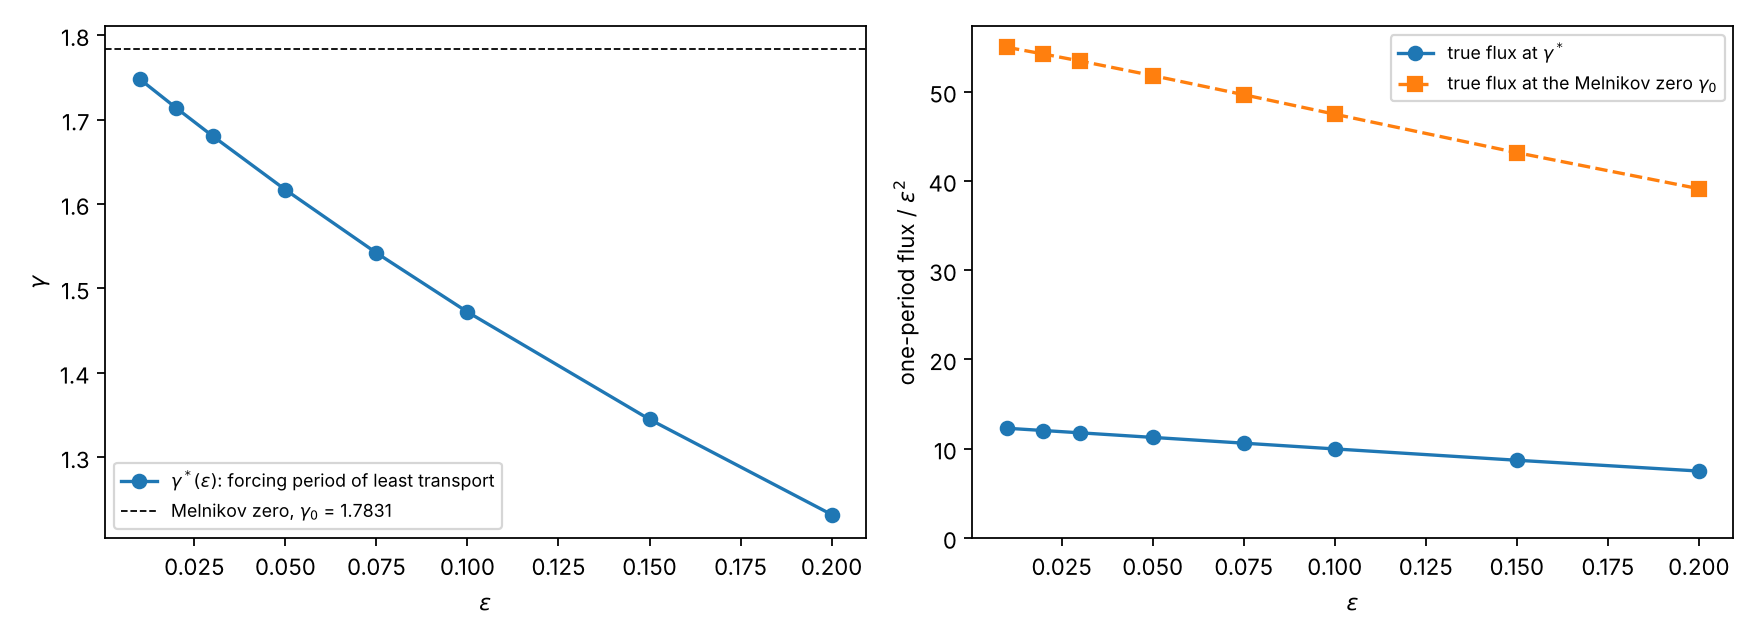 1.8
1.7
1.6
1.5
1.4
1.3
γ
γ*(ε): forcing period of least transport
Melnikov zero, γ₀ = 1.7831
0.025 0.050 0.075 0.100 0.125 0.150 0.175 0.200
ε
50
40
30
20
10
0
one-period flux / ε²
true flux at γ*
true flux at the Melnikov zero γ₀
0.025 0.050 0.075 0.100 0.125 0.150 0.175 0.200
ε